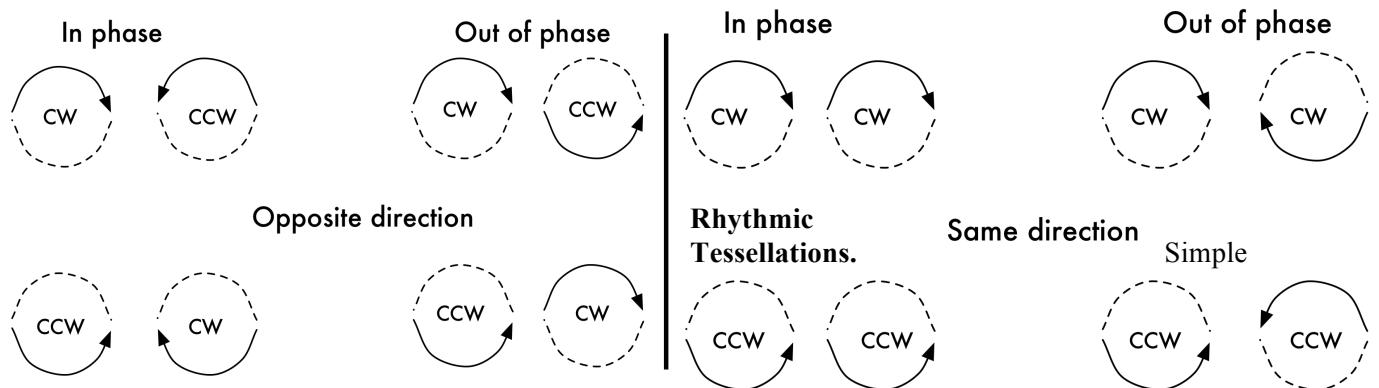 In phase
Out of phase
In phase
Out of phase
CW
CCW
CW
CCW
CW
CW
CW
CW
Opposite direction
Rhythmic
Tessellations.
Same direction
Simple
CCW
CW
CCW
CW
CCW
CCW
CCW
CCW